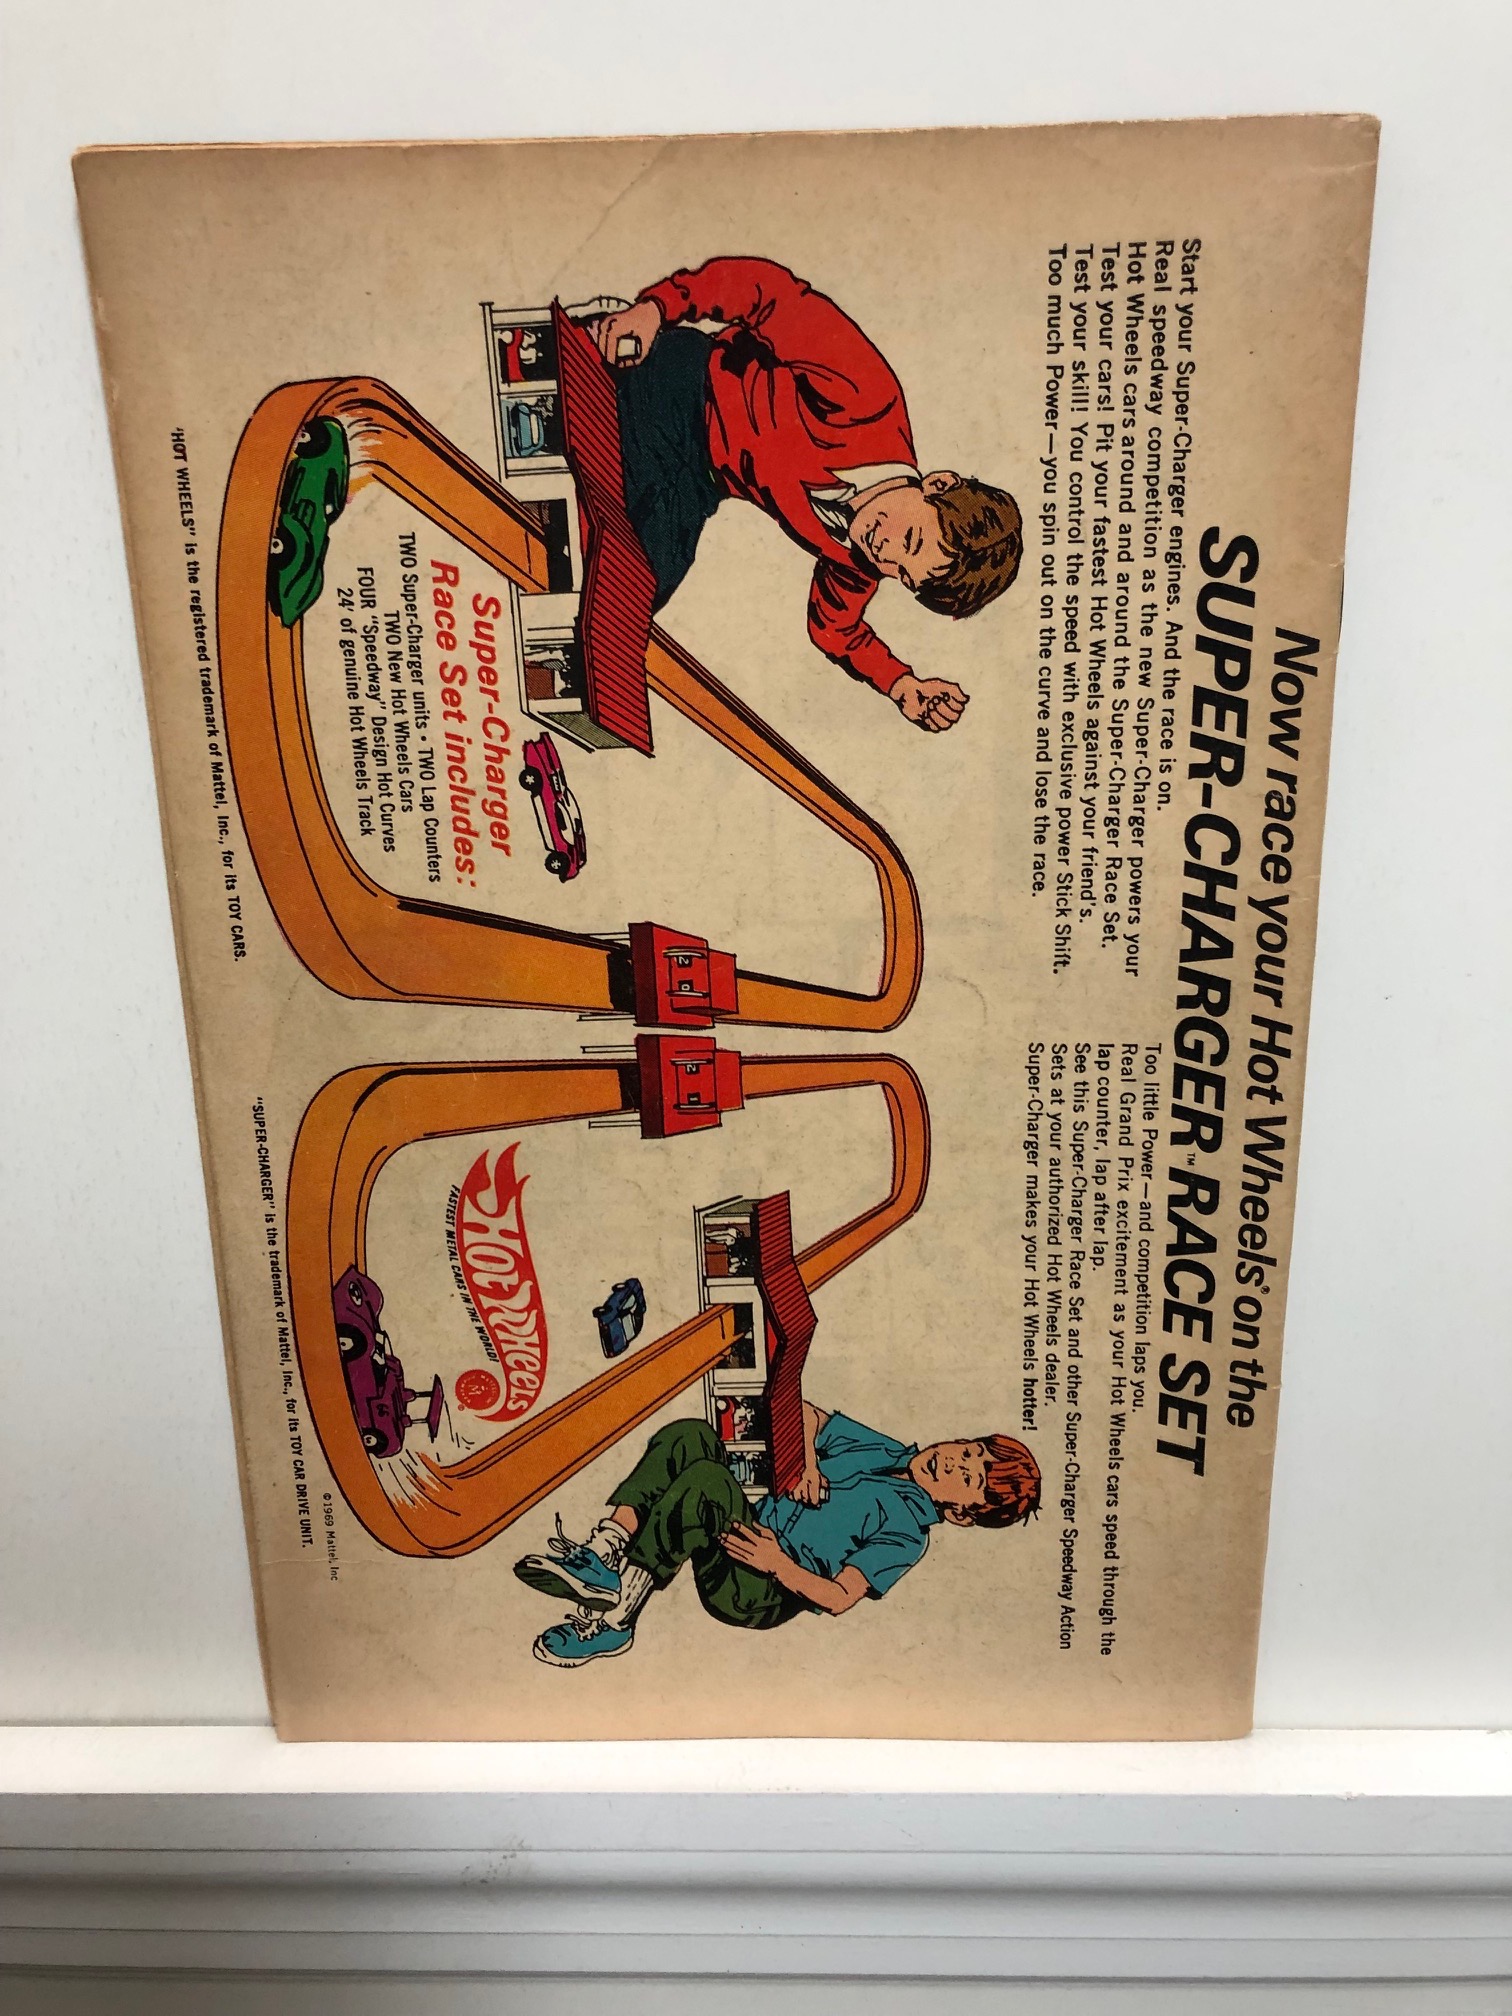 Now race your Hot Wheels® on the
SUPER-CHARGER™ RACE SET
Start your Super-Charger engines. And the race is on.
Real speedway competition as the new Super-Charger powers your
Hot Wheels cars around and around the Super-Charger Race Set.
Test your cars! Pit your fastest Hot Wheels against your friend's.
Test your skill! You control the speed with exclusive power Stick Shift.
Too much Power—you spin out on the curve and lose the race.
Too little Power—and competition laps you.
Real Grand Prix excitement as your Hot Wheels cars speed through the
lap counter, lap after lap.
See this Super-Charger Race Set and other Super-Charger Speedway Action
Sets at your authorized Hot Wheels dealer.
Super-Charger makes your Hot Wheels hotter!
2 0
2 1
Super-Charger
Race Set includes:
TWO Super-Charger units • TWO Lap Counters
TWO New Hot Wheels Cars
FOUR "Speedway" Design Hot Curves
24' of genuine Hot Wheels Track
HOT WHEELS
FASTEST METAL CARS IN THE WORLD!
M
®
66
"HOT WHEELS" is the registered trademark of Mattel, Inc., for its TOY CARS.
"SUPER-CHARGER" is the trademark of Mattel, Inc., for its TOY CAR DRIVE UNIT.
©1969 Mattel, Inc